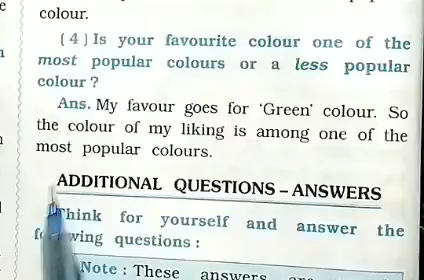 colour.
(4) Is your favourite colour one of the
most popular colours or a less popular
colour ?
Ans. My favour goes for 'Green' colour. So
the colour of my liking is among one of the
most popular colours.
ADDITIONAL QUESTIONS – ANSWERS
Think for yourself and answer the
wing questions :
Note : These answers